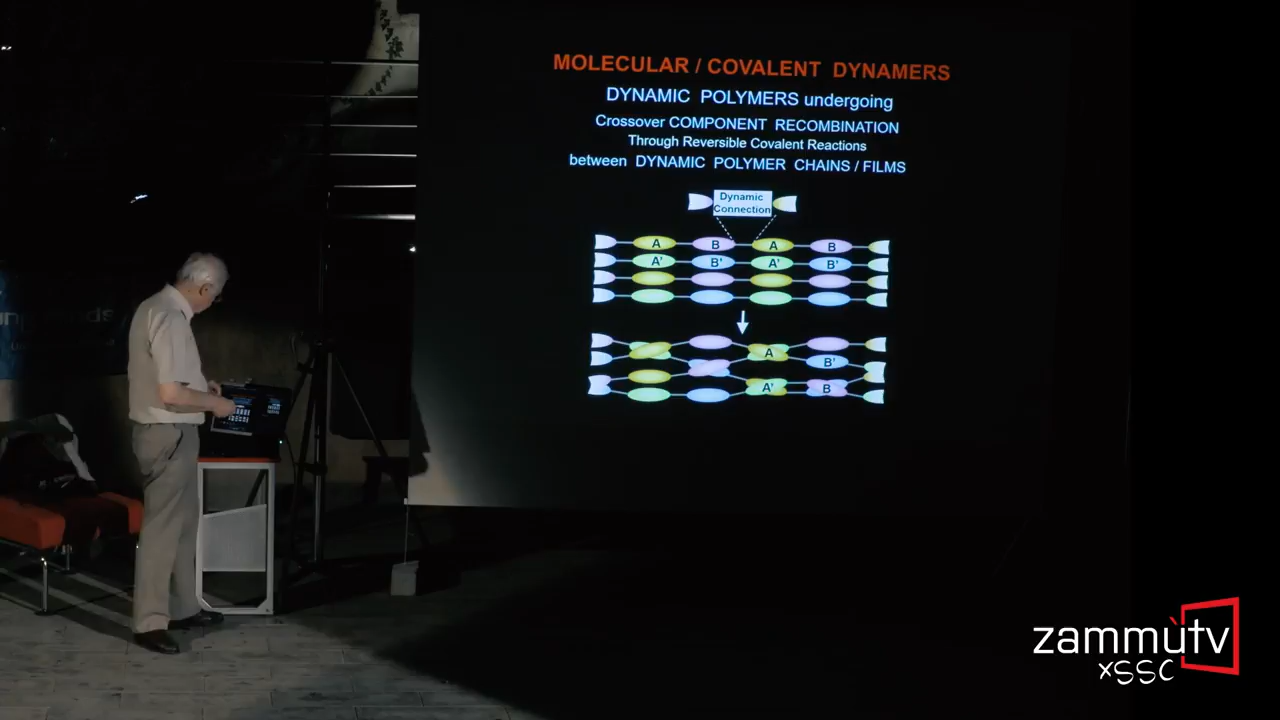 MOLECULAR / COVALENT DYNAMERS
DYNAMIC POLYMERS undergoing
Crossover COMPONENT RECOMBINATION
Through Reversible Covalent Reactions
between DYNAMIC POLYMER CHAINS / FILMS
Dynamic
Connection
A B A B
A' B' A' B'
A
B'
A' B
zammùtv
xSSC